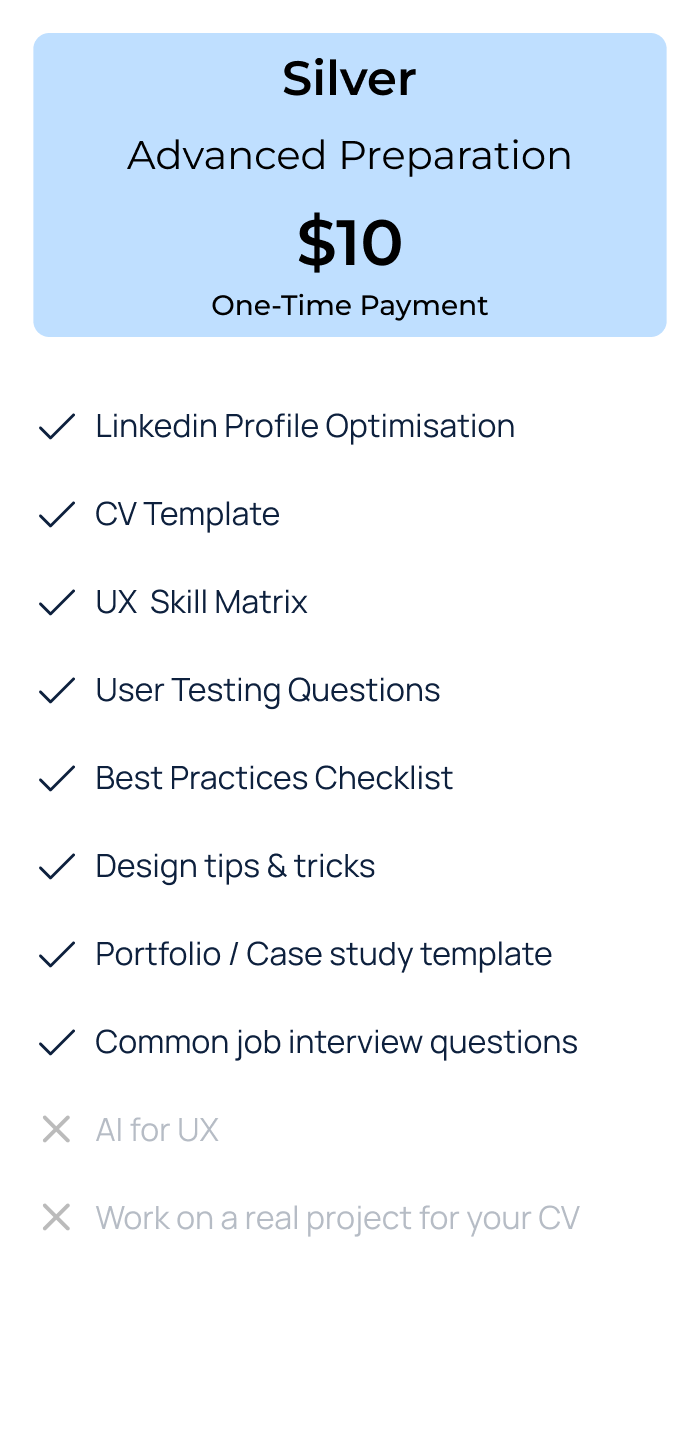 Silver
Advanced Preparation
$10
One-Time Payment
Linkedin Profile Optimisation
CV Template
UX  Skill Matrix
User Testing Questions
Best Practices Checklist
Design tips & tricks
Portfolio / Case study template
Common job interview questions
AI for UX
Work on a real project for your CV